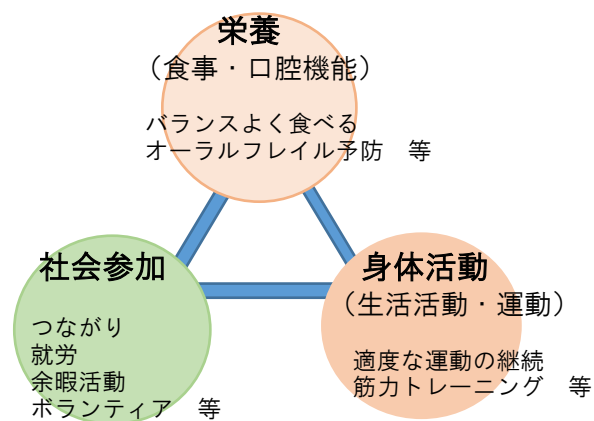 栄養
（食事・口腔機能）
バランスよく食べる
オーラルフレイル予防　等
社会参加
つながり
就労
余暇活動
ボランティア　等
身体活動
（生活活動・運動）
適度な運動の継続
筋力トレーニング　等